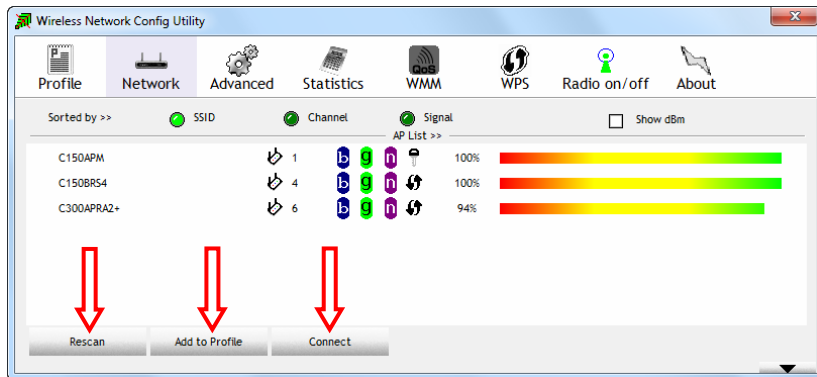 Wireless Network Config Utility
Profile Network Advanced Statistics WMM WPS Radio on/off About
P
QoS
Sorted by >> SSID Channel Signal Show dBm
AP List >>
C150APM 1 b g n 100%
C150BRS4 4 b g n 100%
C300APRA2+ 6 b g n 94%
Rescan Add to Profile Connect